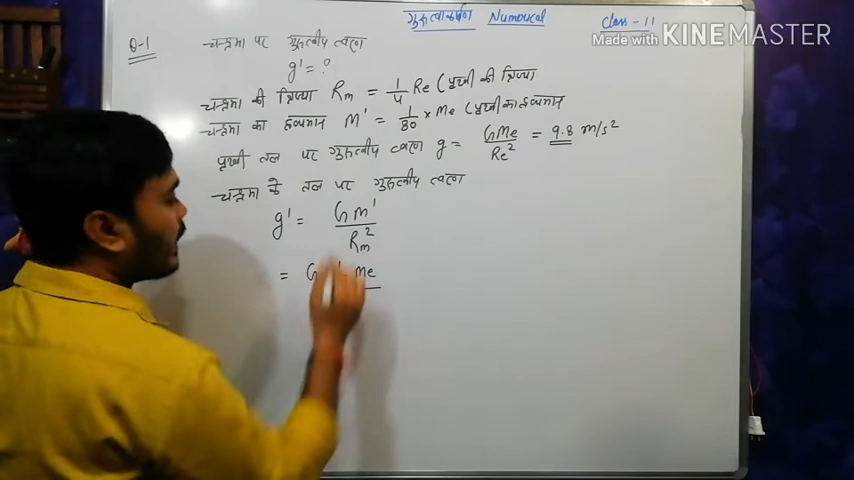 गुरुत्वाकर्षण Numerical class-11
Made with KINEMASTER
Q-1 चन्द्रमा पर गुरुत्वीय त्वरण
g' = ?
चन्द्रमा की त्रिज्या Rm = 1/4 Re (पृथ्वी की त्रिज्या
चन्द्रमा का द्रव्यमान M' = 1/80 × Me (पृथ्वी का द्रव्यमान
पृथ्वी तल पर गुरुत्वीय त्वरण g = GMe/Re² = 9.8 m/s²
चन्द्रमा के तल पर गुरुत्वीय त्वरण
g' = GM'/Rm²
= G Me